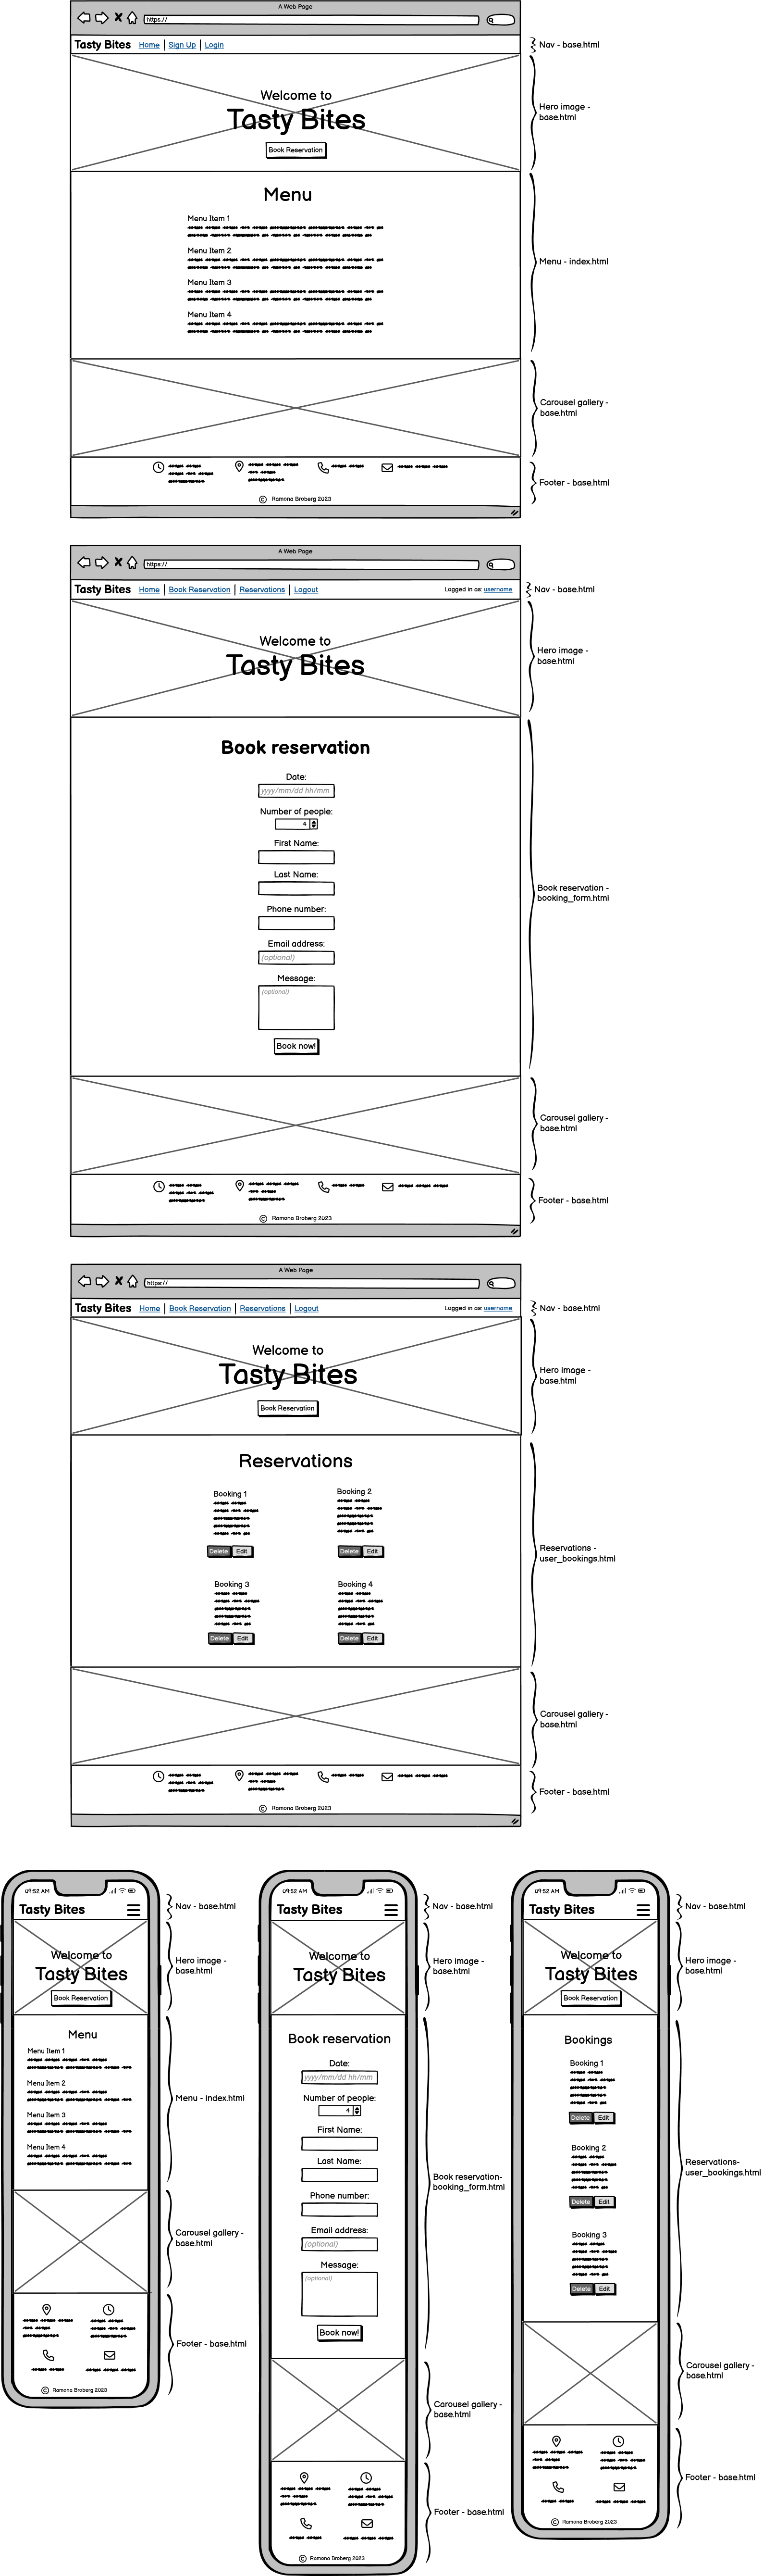 A Web Page
https://
Tasty Bites Home Sign Up Login
Nav - base.html
Welcome to
Tasty Bites
Book Reservation
Hero image -
base.html
Menu
Menu Item 1
Menu Item 2
Menu Item 3
Menu Item 4
Menu - index.html
Carousel gallery -
base.html
Footer - base.html
© Ramona Broberg 2023
A Web Page
https://
Tasty Bites Home Book Reservation Reservations Logout Logged in as: username
Nav - base.html
Welcome to
Tasty Bites
Hero image -
base.html
Book reservation
Date:
yyyy/mm/dd hh/mm
Number of people:
4
First Name:
Last Name:
Phone number:
Email address:
(optional)
Message:
(optional)
Book now!
Book reservation -
booking_form.html
Carousel gallery -
base.html
Footer - base.html
© Ramona Broberg 2023
A Web Page
https://
Tasty Bites Home Book Reservation Reservations Logout Logged in as: username
Nav - base.html
Welcome to
Tasty Bites
Book Reservation
Hero image -
base.html
Reservations
Booking 1 Booking 2
Delete Edit Delete Edit
Booking 3 Booking 4
Delete Edit Delete Edit
Reservations -
user_bookings.html
Carousel gallery -
base.html
Footer - base.html
© Ramona Broberg 2023
09:52 AM
Tasty Bites
Nav - base.html
Welcome to
Tasty Bites
Book Reservation
Hero image -
base.html
Menu
Menu Item 1
Menu Item 2
Menu Item 3
Menu Item 4
Menu - index.html
Carousel gallery -
base.html
Footer - base.html
© Ramona Broberg 2023
09:52 AM
Tasty Bites
Nav - base.html
Welcome to
Tasty Bites
Hero image -
base.html
Book reservation
Date:
yyyy/mm/dd hh/mm
Number of people:
4
First Name:
Last Name:
Phone number:
Email address:
(optional)
Message:
(optional)
Book now!
Book reservation-
booking_form.html
Carousel gallery -
base.html
Footer - base.html
© Ramona Broberg 2023
09:52 AM
Tasty Bites
Nav - base.html
Welcome to
Tasty Bites
Book Reservation
Hero image -
base.html
Bookings
Booking 1
Delete Edit
Booking 2
Delete Edit
Booking 3
Delete Edit
Reservations-
user_bookings.html
Carousel gallery -
base.html
Footer - base.html
© Ramona Broberg 2023